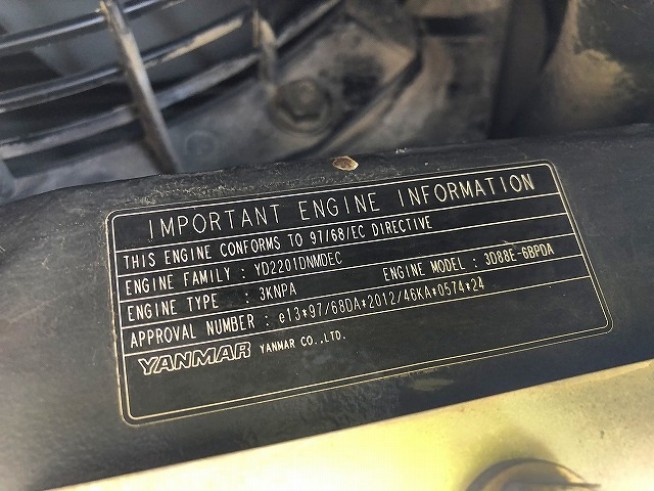 IMPORTANT ENGINE INFORMATION
THIS ENGINE CONFORMS TO 97/68/EC DIRECTIVE
ENGINE FAMILY : YD2201DNMDEC
ENGINE TYPE : 3KNPA ENGINE MODEL : 3D88E-6BPDA
APPROVAL NUMBER : e13*97/68DA*2012/46KA*0574*24
YANMAR YANMAR CO.,LTD.